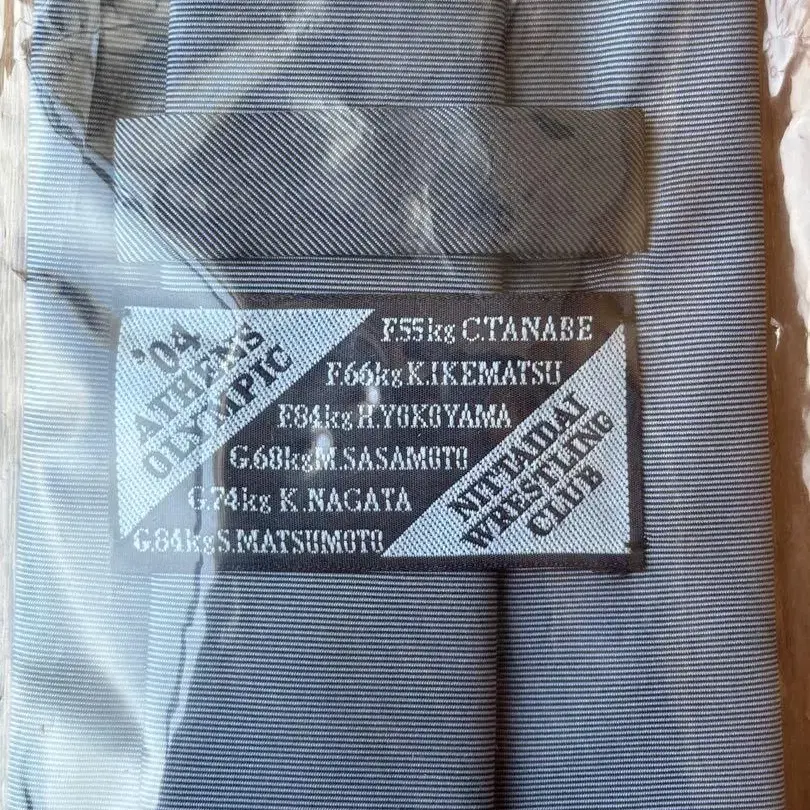 '04
ATHENS
OLYMPIC
F.55kg C.TANABE
F.66kg K.IKEMATSU
F.84kg H.YOKOYAMA
G.68kg M.SASAMOTO
G.74kg K.NAGATA
G.84kg S.MATSUMOTO
NITTAIDAI
WRESTLING
CLUB